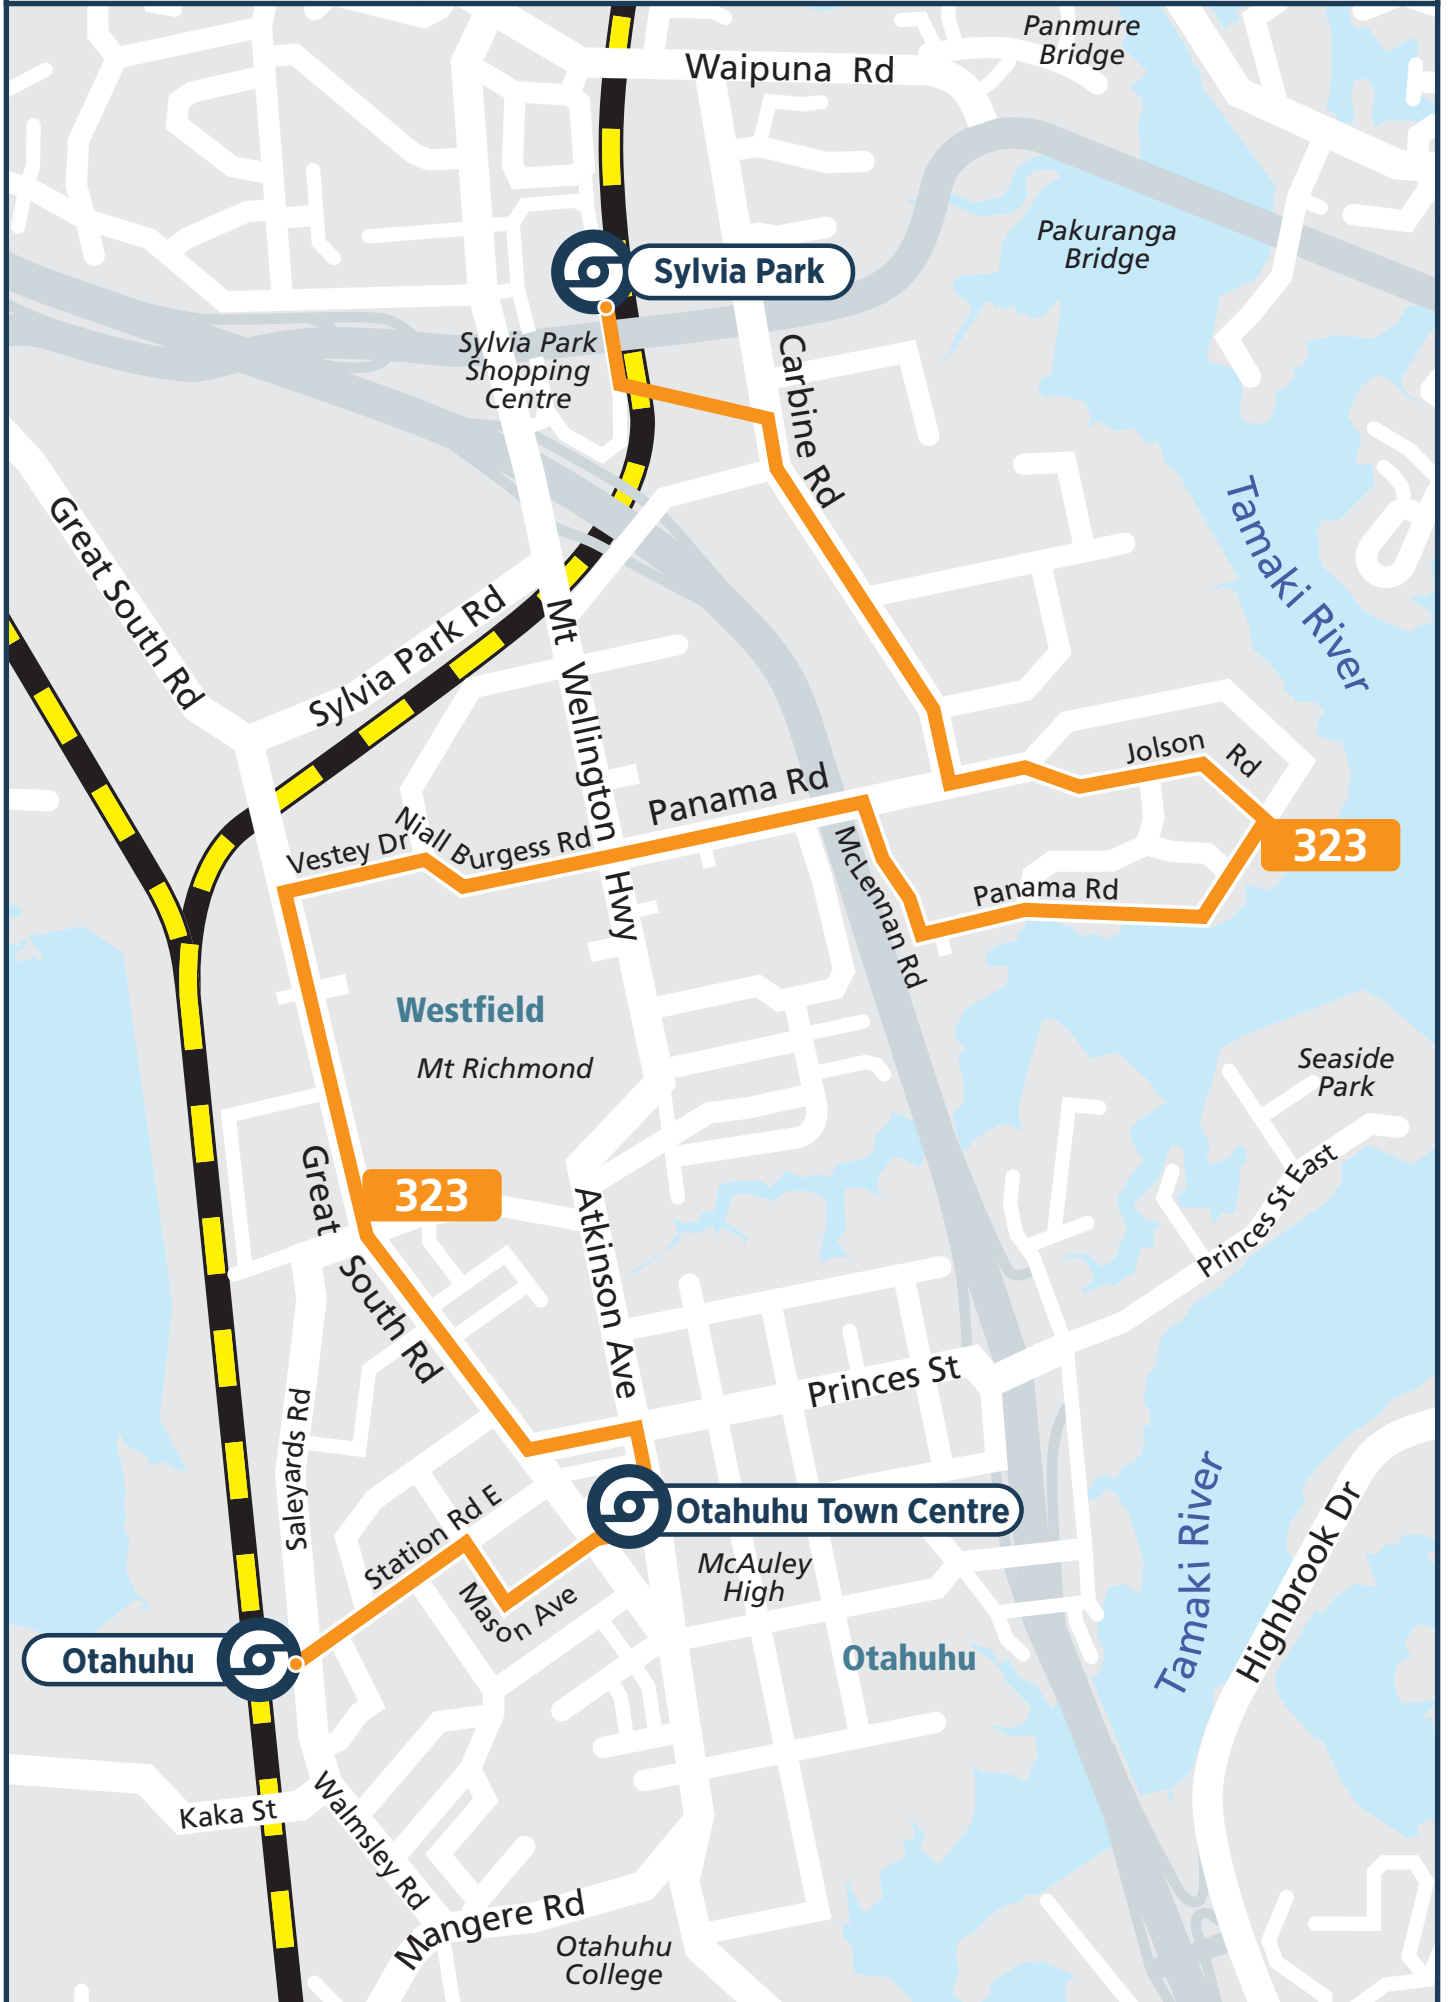 Panmure
Bridge
Waipuna Rd
Pakuranga
Bridge
Sylvia Park
Sylvia Park
Shopping
Centre
Carbine Rd
Great South Rd
Tamaki River
Sylvia Park Rd
Mt Wellington Hwy
Jolson Rd
Panama Rd
Niall Burgess Rd
Vestey Dr
323
McLennan Rd
Panama Rd
Westfield
Mt Richmond
Seaside
Park
Great South Rd
323
Atkinson Ave
Princes St East
Princes St
Saleyards Rd
Station Rd E
Otahuhu Town Centre
McAuley
High
Mason Ave
Tamaki River
Highbrook Dr
Otahuhu
Otahuhu
Kaka St
Walmsley Rd
Mangere Rd
Otahuhu
College